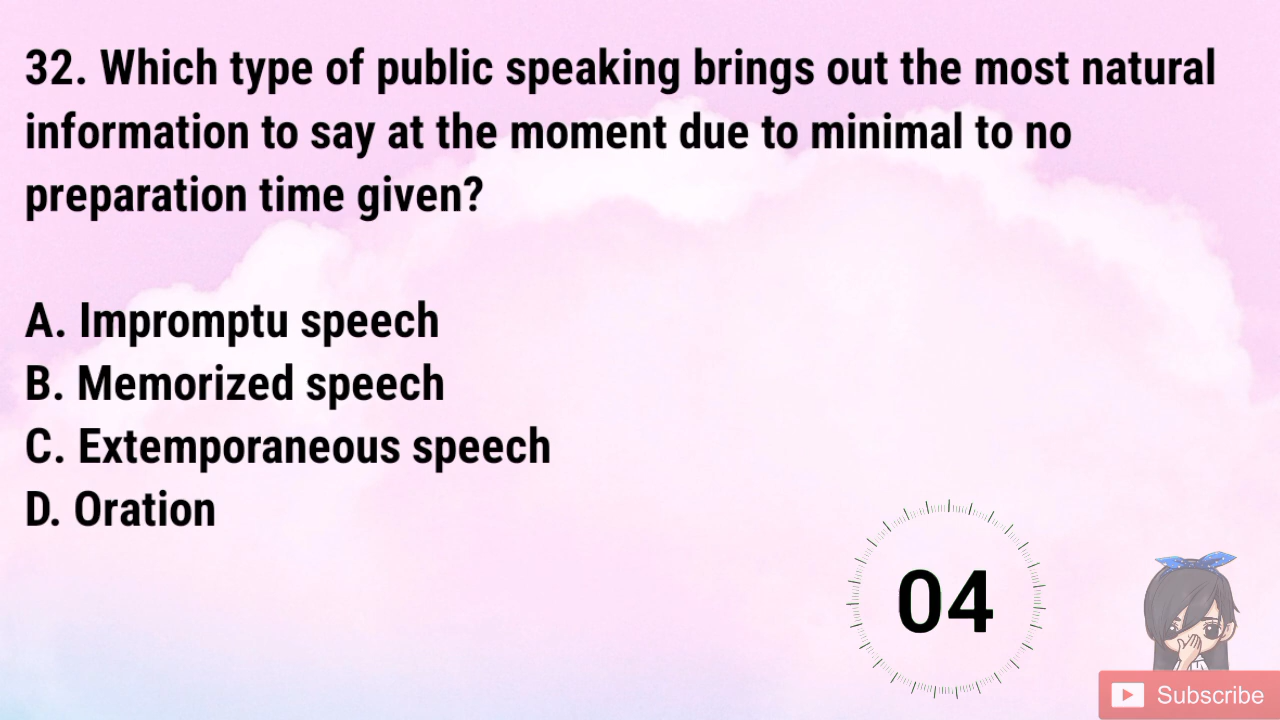 32. Which type of public speaking brings out the most natural
information to say at the moment due to minimal to no
preparation time given?
A. Impromptu speech
B. Memorized speech
C. Extemporaneous speech
D. Oration
04
Subscribe